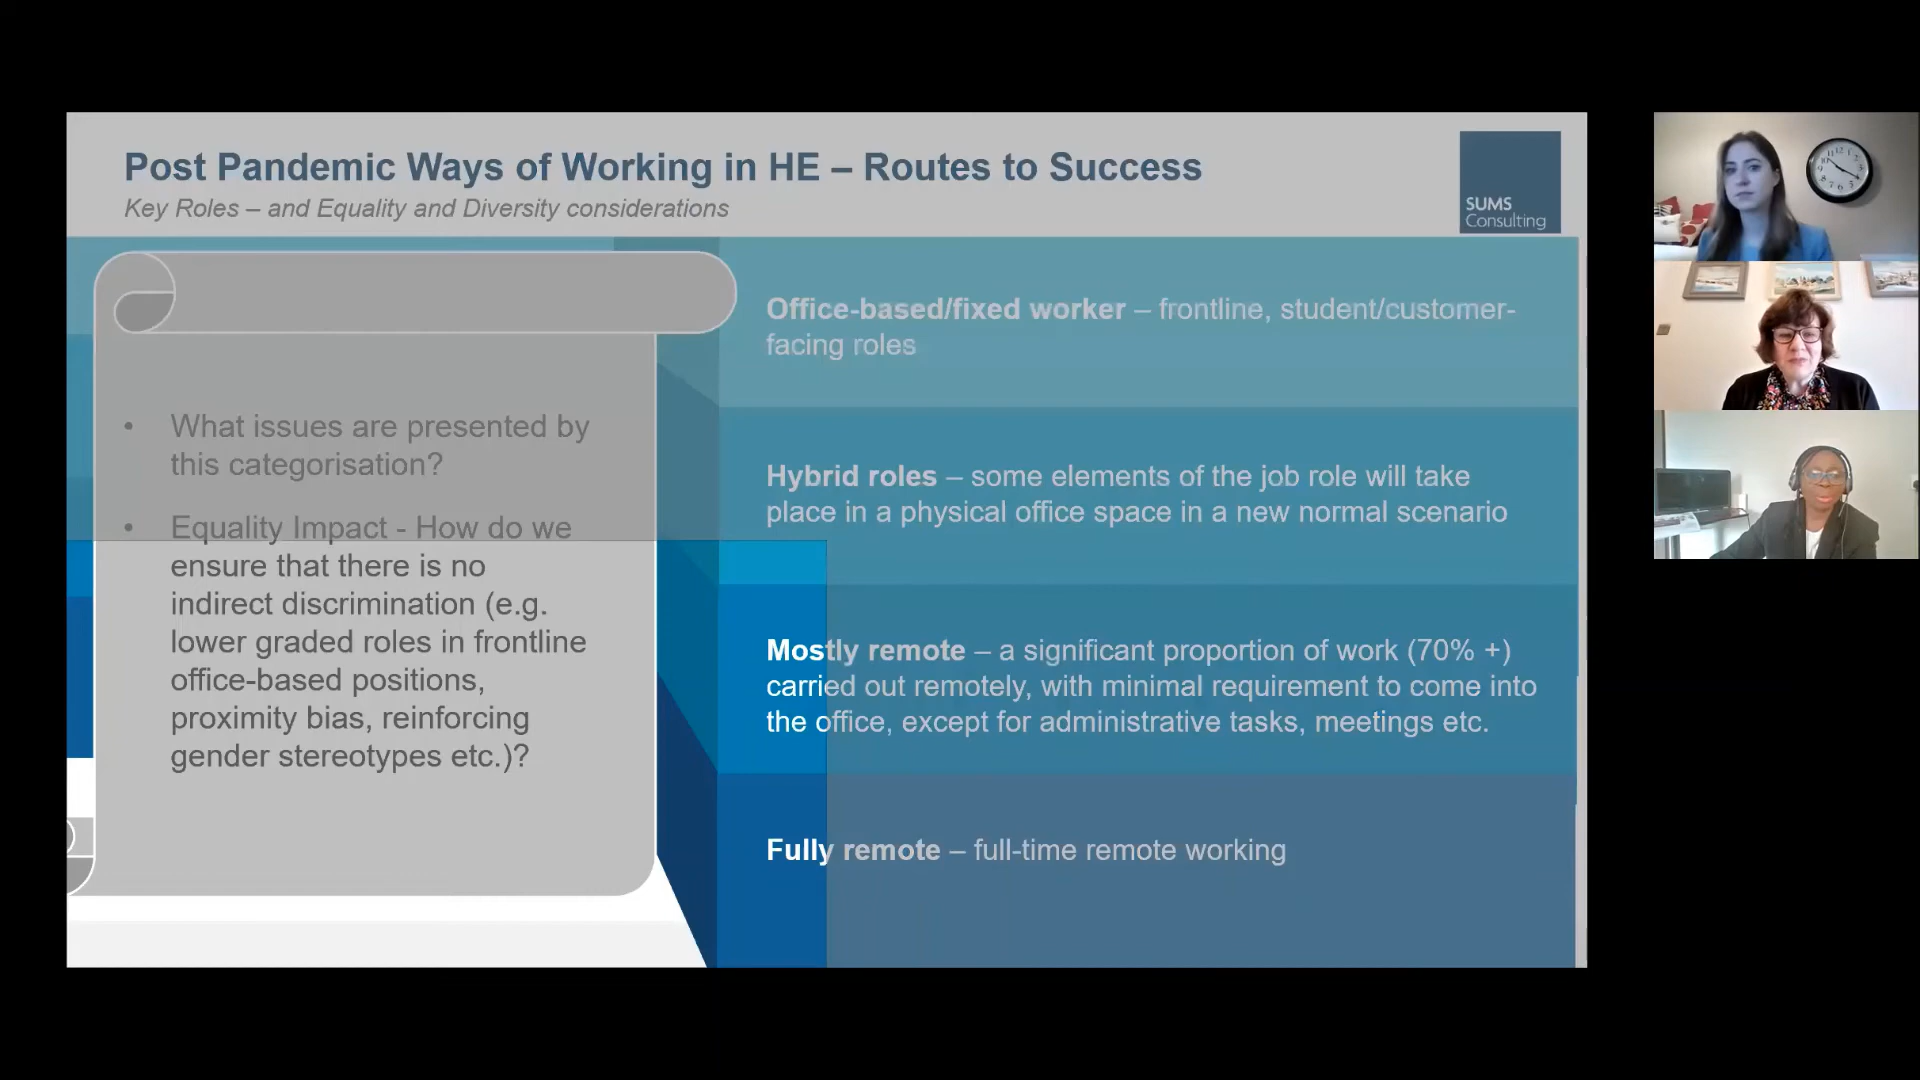 Post Pandemic Ways of Working in HE – Routes to Success
Key Roles – and Equality and Diversity considerations
SUMS
Consulting
• What issues are presented by
this categorisation?
• Equality Impact - How do we
ensure that there is no
indirect discrimination (e.g.
lower graded roles in frontline
office-based positions,
proximity bias, reinforcing
gender stereotypes etc.)?
Office-based/fixed worker – frontline, student/customer-
facing roles
Hybrid roles – some elements of the job role will take
place in a physical office space in a new normal scenario
Mostly remote – a significant proportion of work (70% +)
carried out remotely, with minimal requirement to come into
the office, except for administrative tasks, meetings etc.
Fully remote – full-time remote working